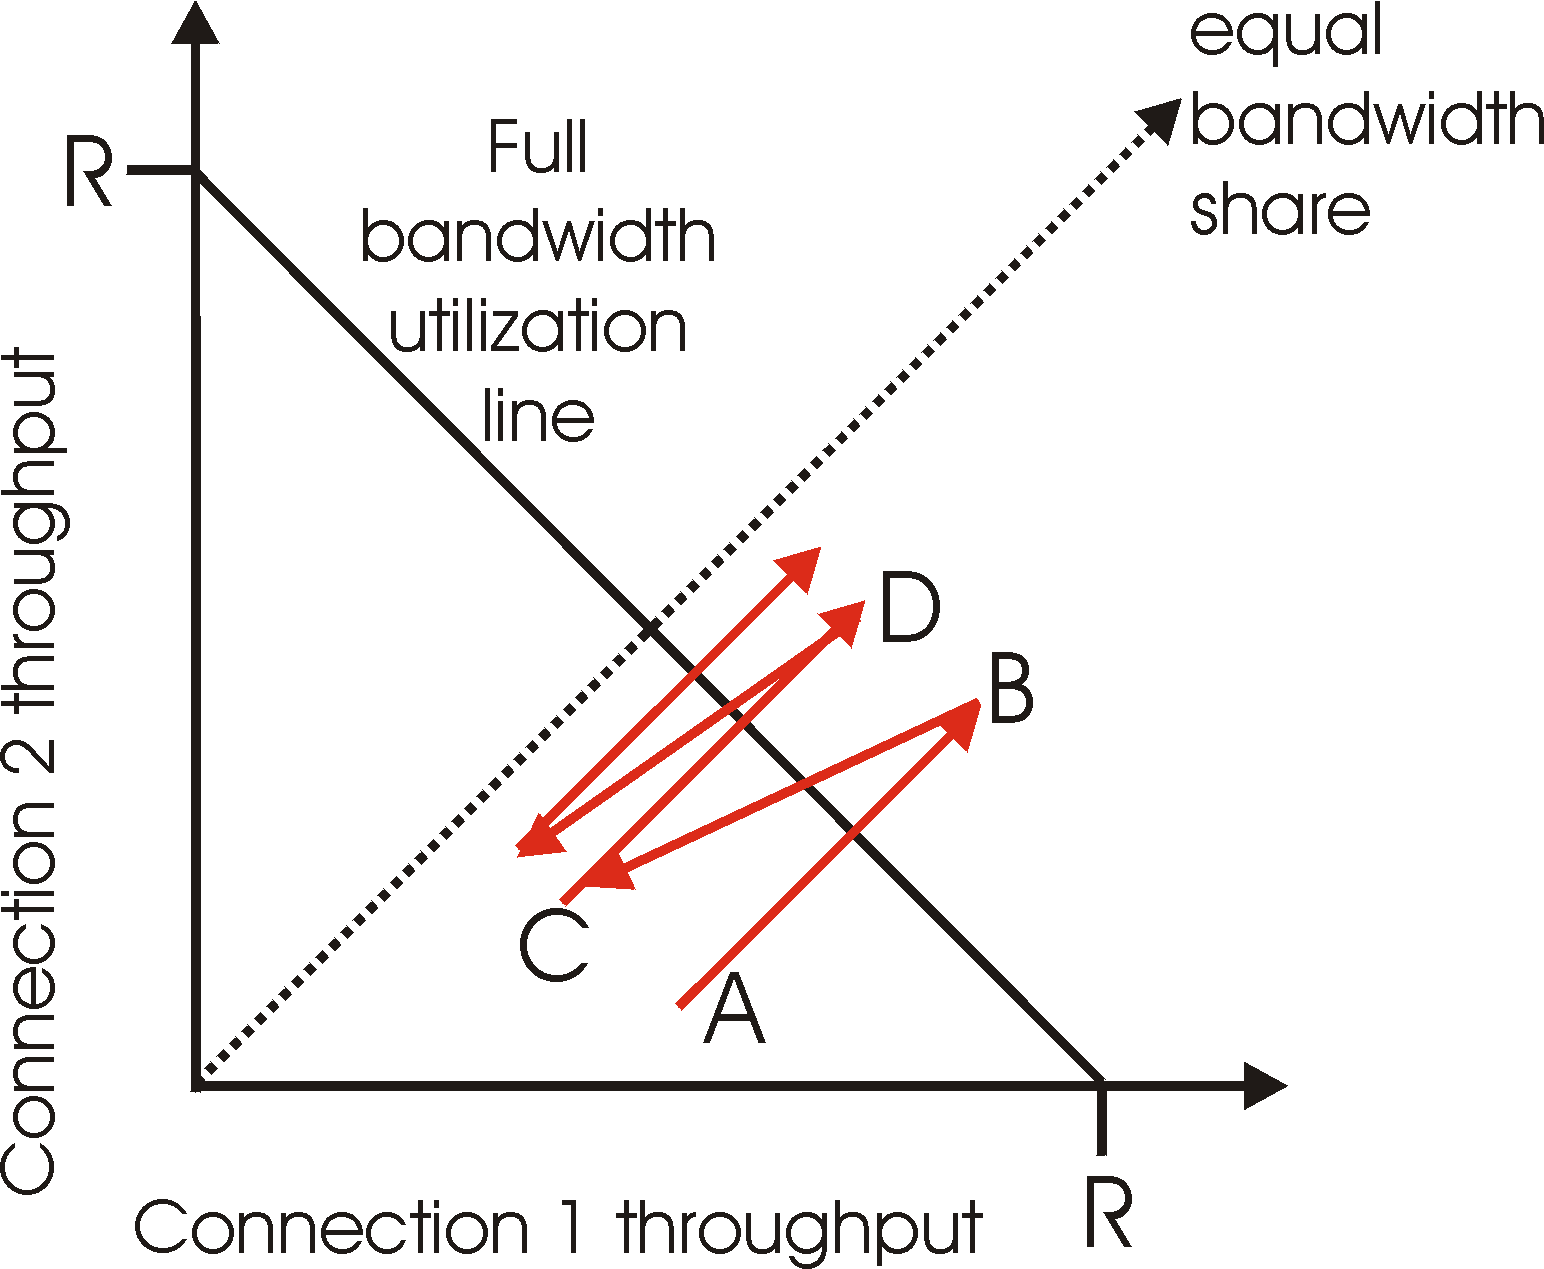 equal
bandwidth
share
Full
bandwidth
utilization
line
R
Connection 2 throughput
D
B
C
A
R
Connection 1 throughput